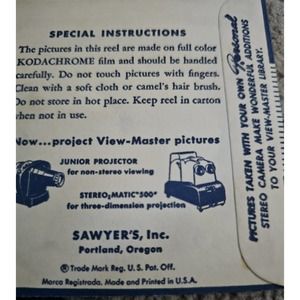 SPECIAL INSTRUCTIONS
The pictures in this reel are made on full color
KODACHROME film and should be handled
carefully. Do not touch pictures with fingers.
Clean with a soft cloth or camel's hair brush.
Do not store in hot place. Keep reel in carton
when not in use.
Now...project View-Master pictures
JUNIOR PROJECTOR
for non-stereo viewing
STEREO-MATIC "500"
for three-dimension projection
SAWYER'S, Inc.
Portland, Oregon
® Trade Mark Reg. U.S. Pat. Off.
Marca Registrada. Made and Printed in U.S.A.
PICTURES TAKEN WITH YOUR OWN Personal
STEREO CAMERA MAKE WONDERFUL ADDITIONS
TO YOUR VIEW-MASTER LIBRARY.